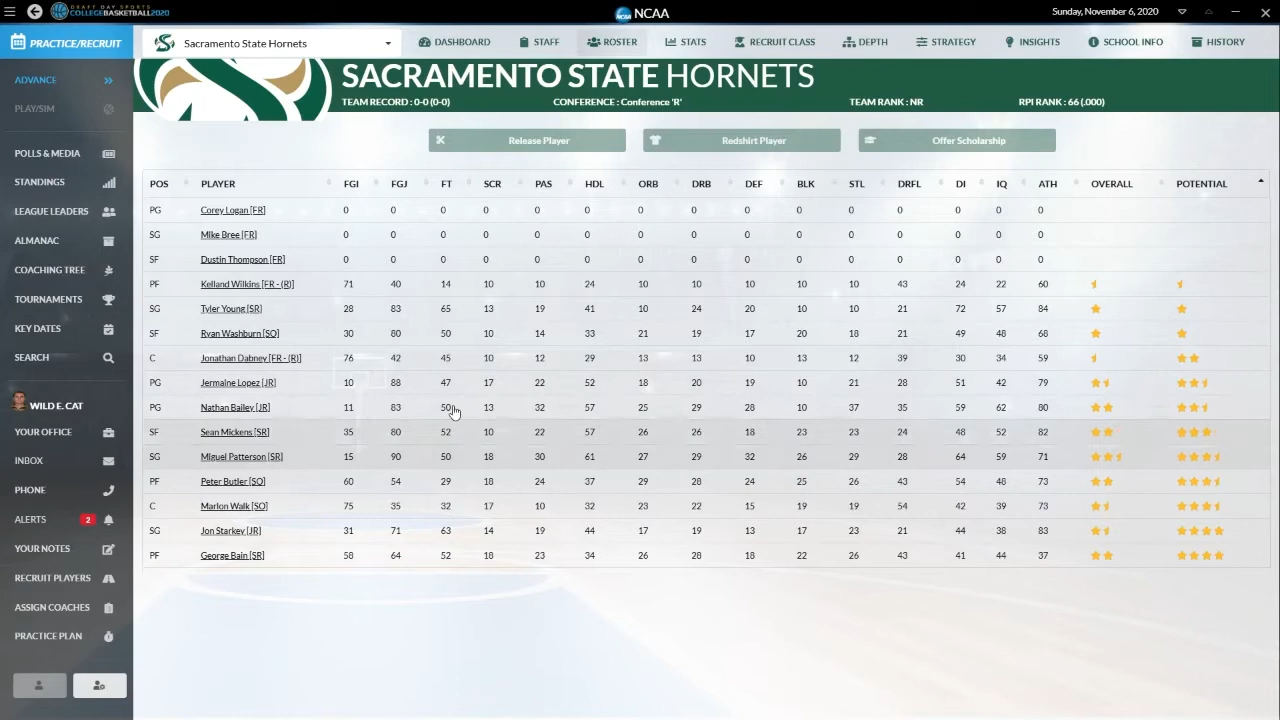 DRAFT DAY SPORTS
COLLEGEBASKETBALL2020
NCAA
Sunday, November 6, 2020
PRACTICE/RECRUIT
Sacramento State Hornets
DASHBOARD STAFF ROSTER STATS RECRUIT CLASS DEPTH STRATEGY INSIGHTS SCHOOL INFO HISTORY
ADVANCE
PLAY/SIM
POLLS & MEDIA
STANDINGS
LEAGUE LEADERS
ALMANAC
COACHING TREE
TOURNAMENTS
KEY DATES
SEARCH
WILD E. CAT
YOUR OFFICE
INBOX
PHONE
ALERTS 2
YOUR NOTES
RECRUIT PLAYERS
ASSIGN COACHES
PRACTICE PLAN
SACRAMENTO STATE HORNETS
TEAM RECORD : 0-0 (0-0) CONFERENCE : Conference 'R' TEAM RANK : NR RPI RANK : 66 (.000)
Release Player Redshirt Player Offer Scholarship
POS PLAYER FGI FGJ FT SCR PAS HDL ORB DRB DEF BLK STL DRFL DI IQ ATH OVERALL POTENTIAL
PG Corey Logan [FR] 0 0 0 0 0 0 0 0 0 0 0 0 0 0 0
SG Mike Bree [FR] 0 0 0 0 0 0 0 0 0 0 0 0 0 0 0
SF Dustin Thompson [FR] 0 0 0 0 0 0 0 0 0 0 0 0 0 0 0
PF Kelland Wilkins [FR - (R)] 71 40 14 10 10 24 10 10 10 10 10 43 24 22 60
SG Tyler Young [SR] 28 83 65 13 19 41 10 24 20 10 10 21 72 57 84
SF Ryan Washburn [SO] 30 80 50 10 14 33 21 19 17 20 18 21 49 48 68
C Jonathan Dabney [FR - (R)] 76 42 45 10 12 29 13 13 10 13 12 39 30 34 59
PG Jermaine Lopez [JR] 10 88 47 17 22 52 18 20 19 10 21 28 51 42 79
PG Nathan Bailey [JR] 11 83 50 13 32 57 25 29 28 10 37 35 59 62 80
SF Sean Mickens [SR] 35 80 52 10 22 57 26 26 18 23 23 24 48 52 82
SG Miguel Patterson [SR] 15 90 50 18 30 61 27 29 32 26 29 28 64 59 71
PF Peter Butler [SO] 60 54 29 18 24 37 29 28 24 25 26 43 54 48 73
C Marlon Walk [SO] 75 35 32 17 10 32 23 22 15 19 19 54 42 39 73
SG Jon Starkey [JR] 31 71 63 14 19 44 17 19 13 17 23 21 44 38 83
PF George Bain [SR] 58 64 52 18 23 34 26 28 18 22 26 43 41 44 37